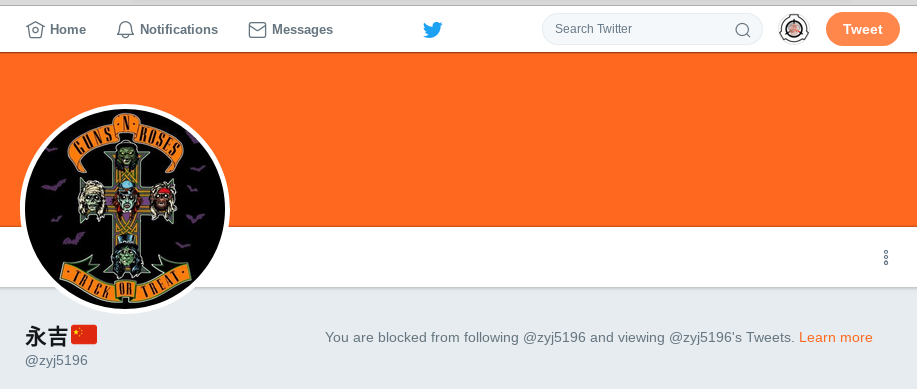 Home Notifications Messages Search Twitter Tweet
GUNS N ROSES
TRICK OR TREAT
永吉🇨🇳
@zyj5196
You are blocked from following @zyj5196 and viewing @zyj5196's Tweets. Learn more